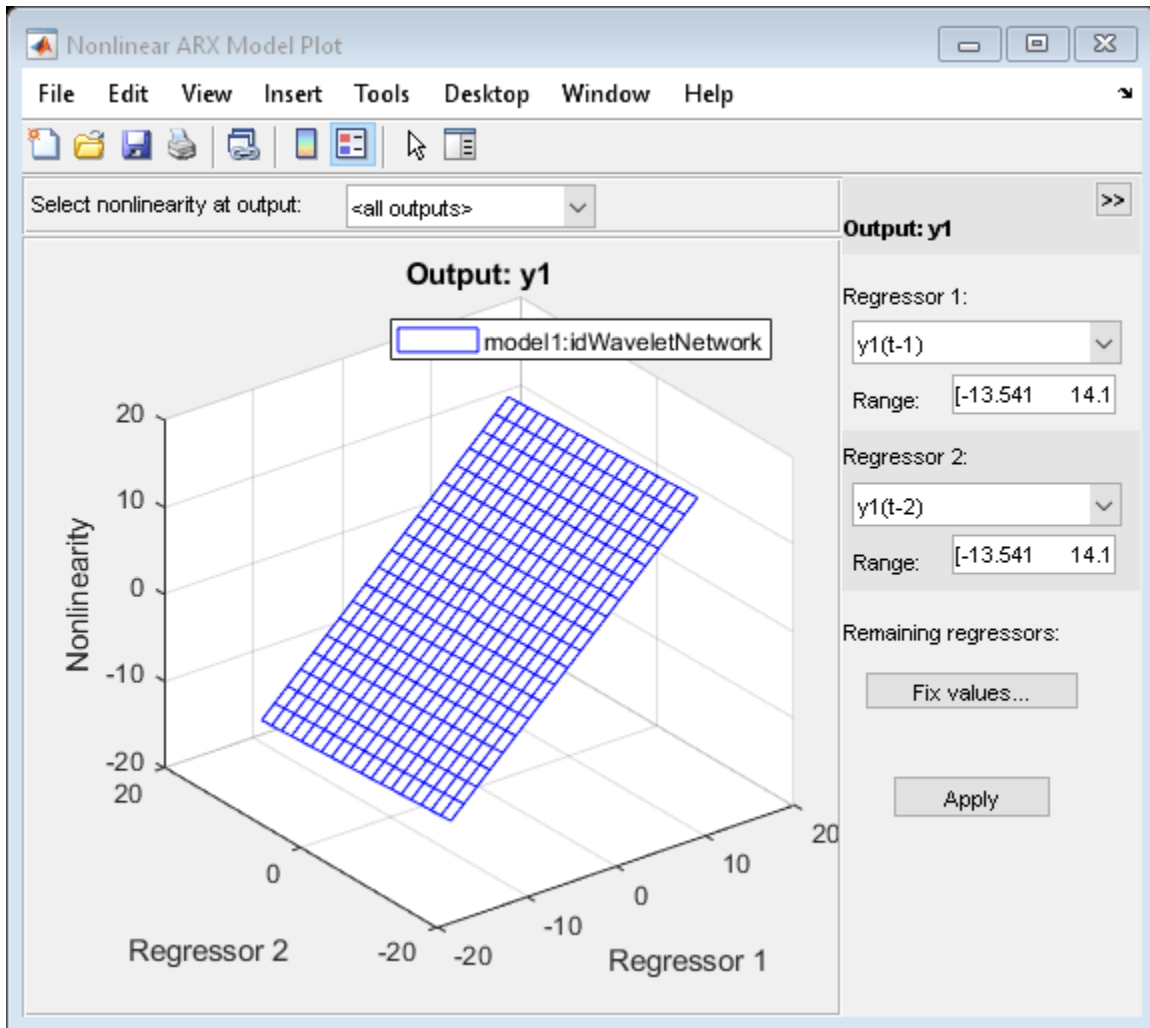 Nonlinear ARX Model Plot
File Edit View Insert Tools Desktop Window Help
Select nonlinearity at output: <all outputs>
>>
Output: y1
Regressor 1:
y1(t-1)
Range: [-13.541 14.1
Regressor 2:
y1(t-2)
Range: [-13.541 14.1
Remaining regressors:
Fix values...
Apply
Output: y1
model1:idWaveletNetwork
Nonlinearity
20
10
0
-10
-20
20
0
-20
Regressor 2
-20
-10
0
10
20
Regressor 1